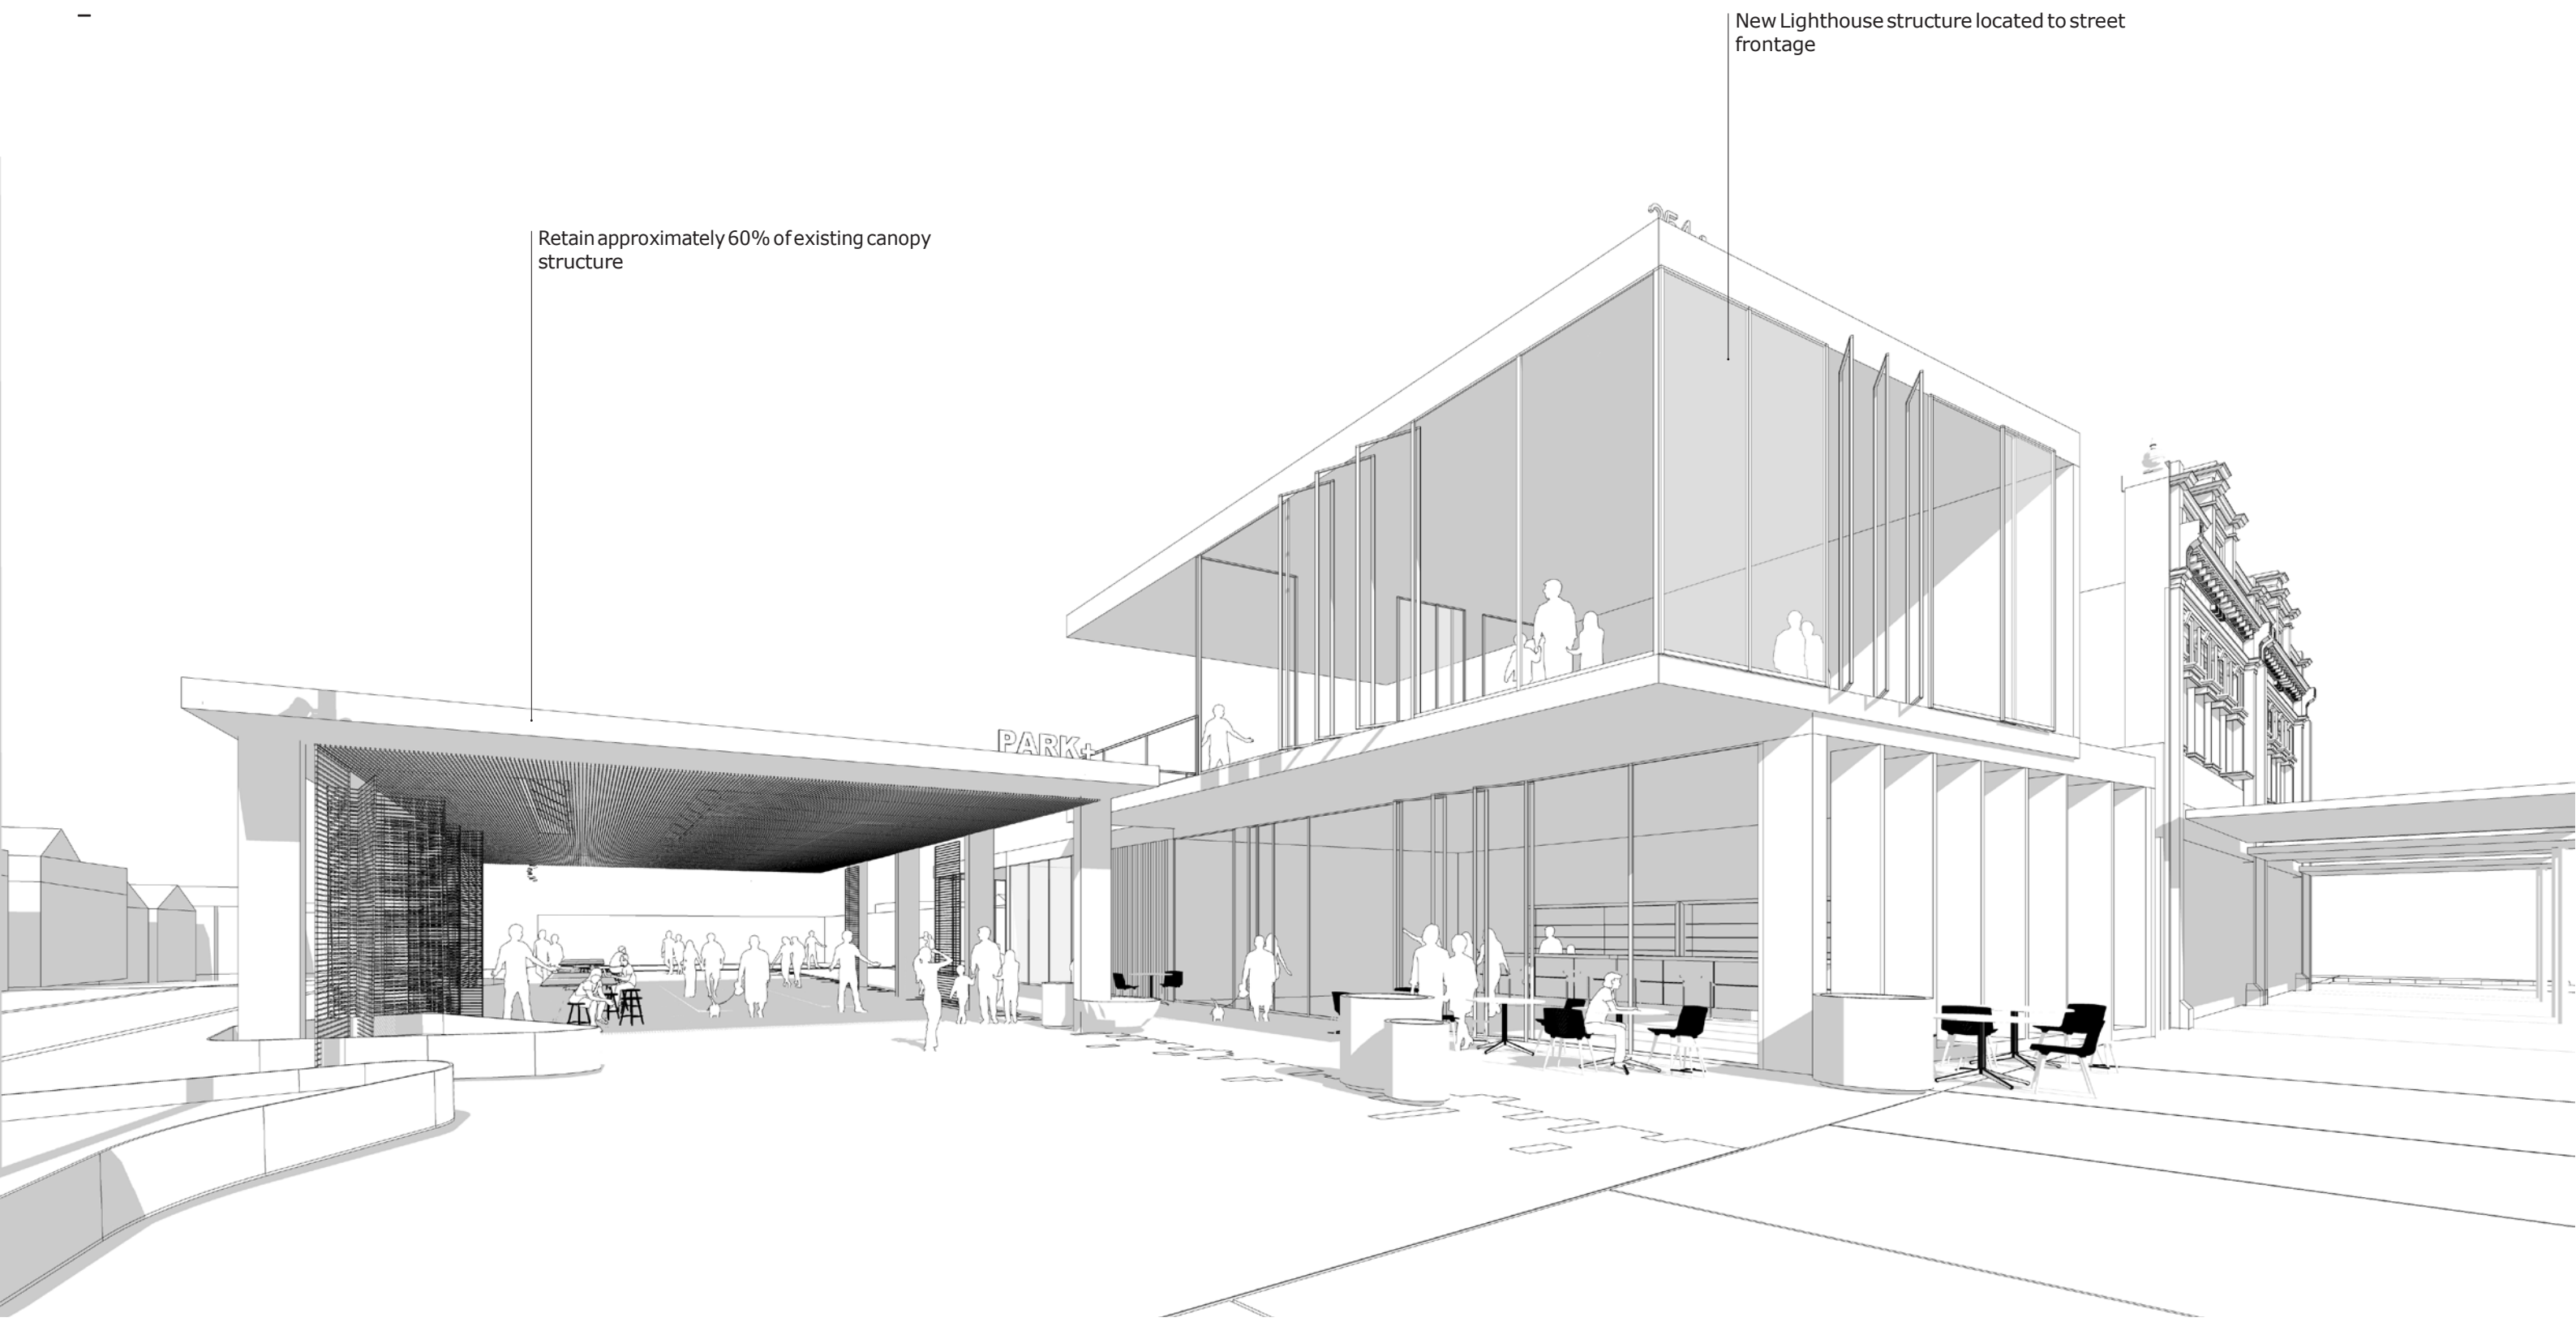 New Lighthouse structure located to street
frontage
Retain approximately 60% of existing canopy
structure
PARK+